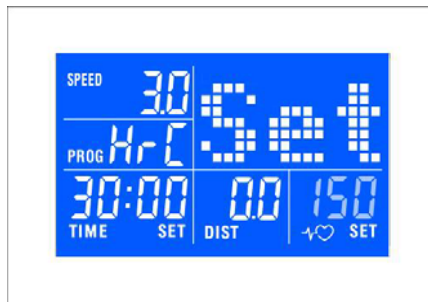 SPEED 3.0
Set
PROG HrC
30:00 0.0 150
TIME SET DIST SET